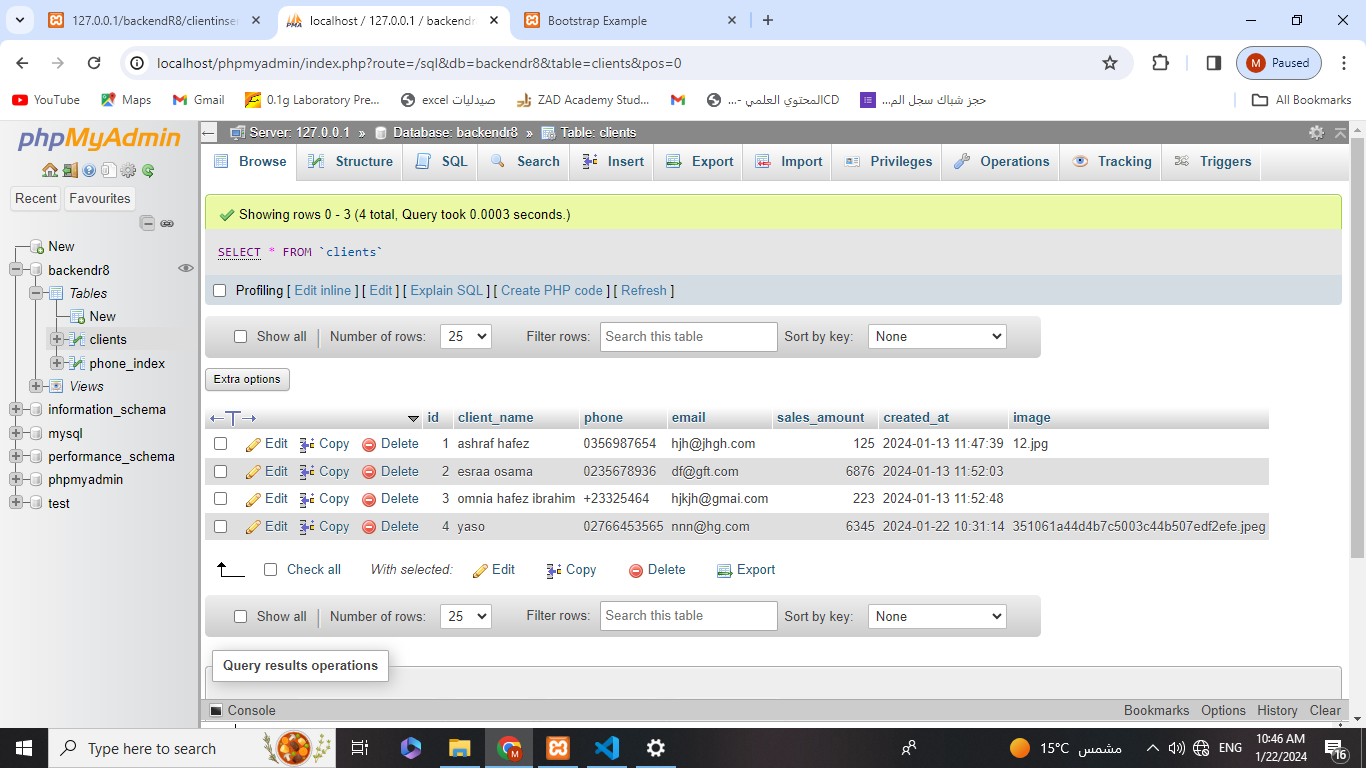 127.0.0.1/backendR8/clientinser
localhost / 127.0.0.1 / backendr
Bootstrap Example
localhost/phpmyadmin/index.php?route=/sql&db=backendr8&table=clients&pos=0
M Paused
YouTube Maps Gmail 0.1g Laboratory Pre... صيدليات excel ZAD Academy Stud... المحتوي العلمي -...CD حجز شباك سجل الم... All Bookmarks
phpMyAdmin
Recent Favourites
New
backendr8
Tables
New
clients
phone_index
Views
information_schema
mysql
performance_schema
phpmyadmin
test
Server: 127.0.0.1 » Database: backendr8 » Table: clients
Browse Structure SQL Search Insert Export Import Privileges Operations Tracking Triggers
Showing rows 0 - 3 (4 total, Query took 0.0003 seconds.)
SELECT * FROM `clients`
Profiling [ Edit inline ] [ Edit ] [ Explain SQL ] [ Create PHP code ] [ Refresh ]
Show all Number of rows: 25 Filter rows: Search this table Sort by key: None
Extra options
id client_name phone email sales_amount created_at image
Edit Copy Delete 1 ashraf hafez 0356987654 hjh@jhgh.com 125 2024-01-13 11:47:39 12.jpg
Edit Copy Delete 2 esraa osama 0235678936 df@gft.com 6876 2024-01-13 11:52:03
Edit Copy Delete 3 omnia hafez ibrahim +23325464 hjkjh@gmai.com 223 2024-01-13 11:52:48
Edit Copy Delete 4 yaso 02766453565 nnn@hg.com 6345 2024-01-22 10:31:14 351061a44d4b7c5003c44b507edf2efe.jpeg
Check all With selected: Edit Copy Delete Export
Show all Number of rows: 25 Filter rows: Search this table Sort by key: None
Query results operations
Console Bookmarks Options History Clear
Type here to search
15°C مشمس
ENG
10:46 AM
1/22/2024
16